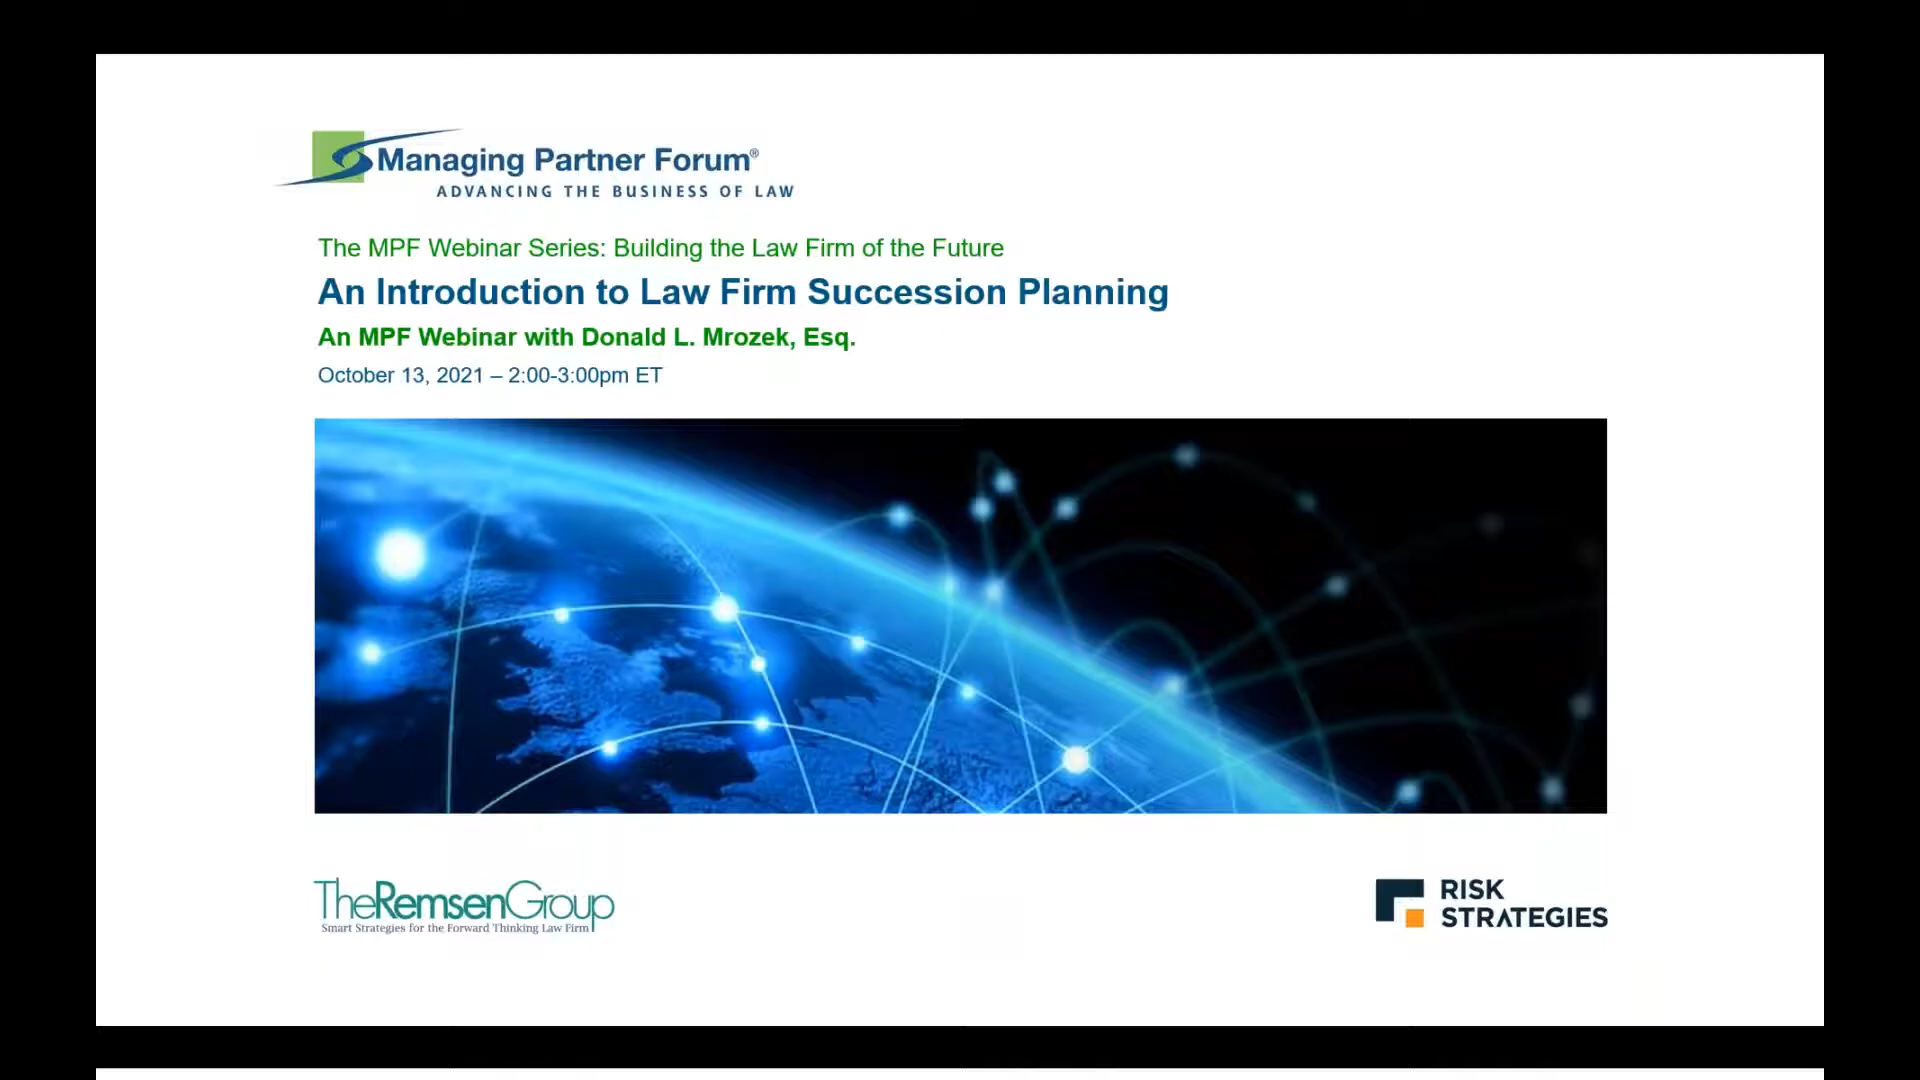 Managing Partner Forum®
ADVANCING THE BUSINESS OF LAW
The MPF Webinar Series: Building the Law Firm of the Future
An Introduction to Law Firm Succession Planning
An MPF Webinar with Donald L. Mrozek, Esq.
October 13, 2021 – 2:00-3:00pm ET
TheRemsenGroup
Smart Strategies for the Forward Thinking Law Firm
RISK
STRATEGIES